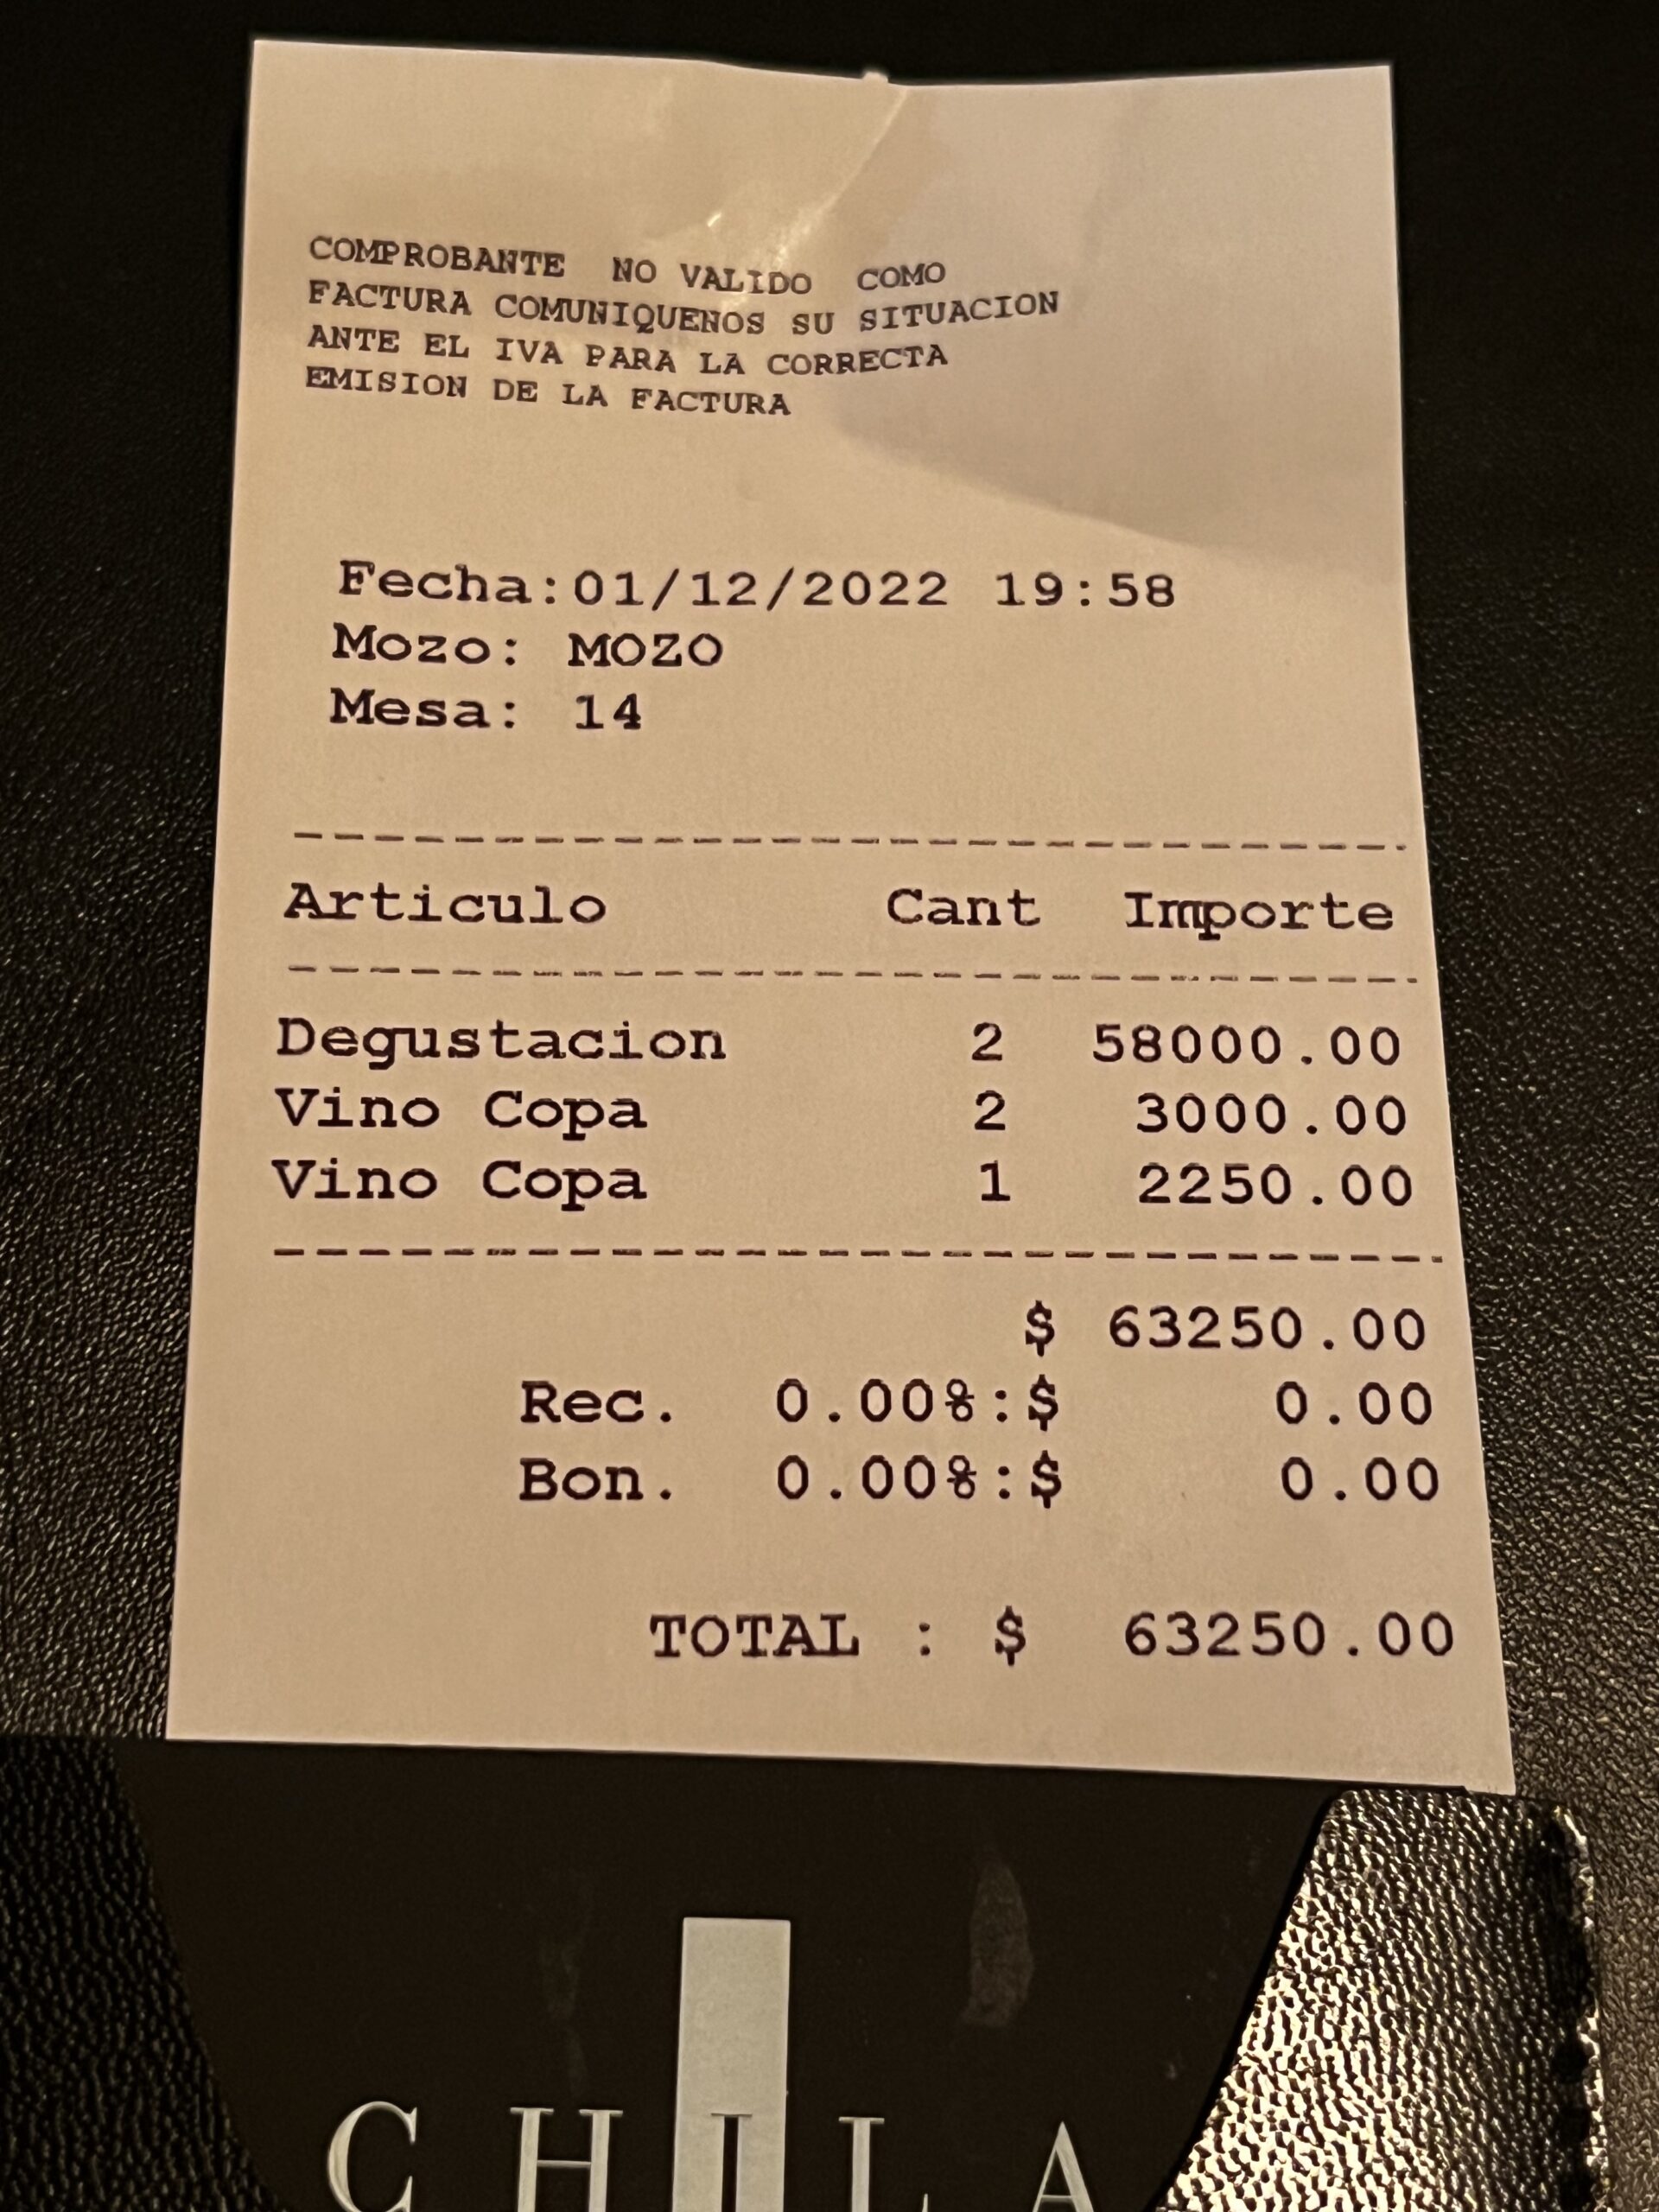 COMPROBANTE NO VALIDO COMO
FACTURA COMUNIQUENOS SU SITUACION
ANTE EL IVA PARA LA CORRECTA
EMISION DE LA FACTURA
Fecha:01/12/2022 19:58
Mozo: MOZO
Mesa: 14
Articulo Cant Importe
Degustacion 2 58000.00
Vino Copa 2 3000.00
Vino Copa 1 2250.00
$ 63250.00
Rec. 0.00%:$ 0.00
Bon. 0.00%:$ 0.00
TOTAL : $ 63250.00
CHILA